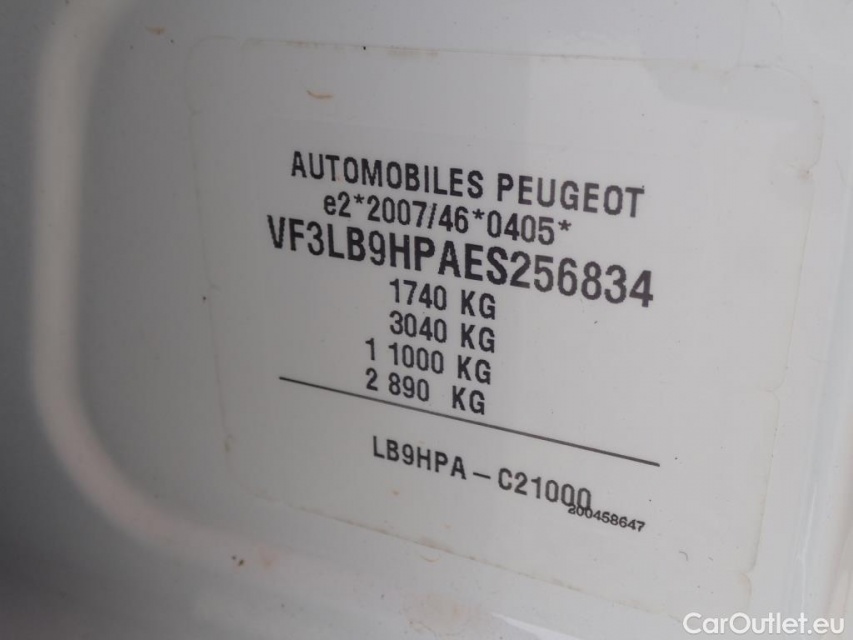 AUTOMOBILES PEUGEOT
e2*2007/46*0405*
VF3LB9HPAES256834
1740 KG
3040 KG
1 1000 KG
2 890 KG
LB9HPA – C21000
200458647
CarOutlet.eu